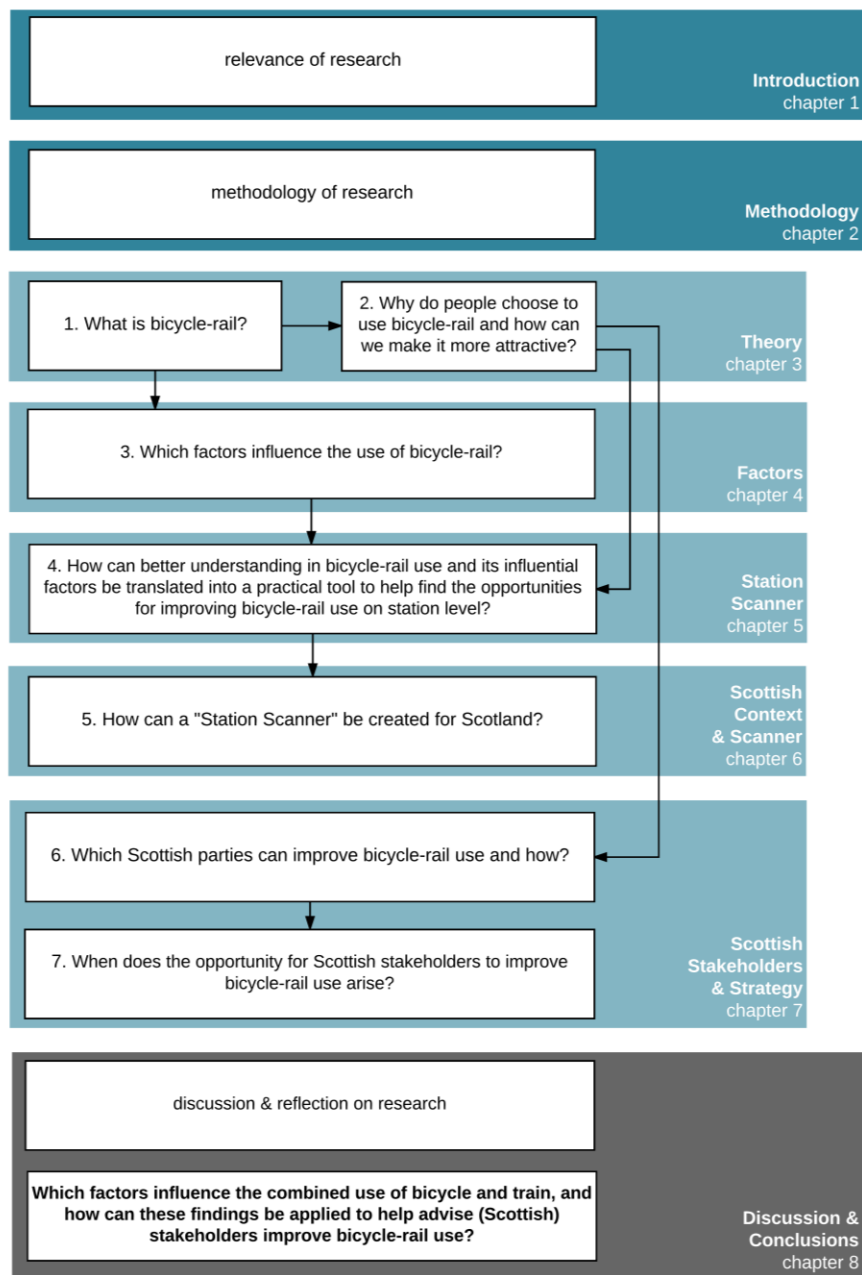 relevance of research
Introduction
chapter 1
methodology of research
Methodology
chapter 2
1. What is bicycle-rail?
2. Why do people choose to
use bicycle-rail and how can
we make it more attractive?
Theory
chapter 3
3. Which factors influence the use of bicycle-rail?
Factors
chapter 4
4. How can better understanding in bicycle-rail use and its influential
factors be translated into a practical tool to help find the opportunities
for improving bicycle-rail use on station level?
Station
Scanner
chapter 5
5. How can a "Station Scanner" be created for Scotland?
Scottish
Context
& Scanner
chapter 6
6. Which Scottish parties can improve bicycle-rail use and how?
7. When does the opportunity for Scottish stakeholders to improve
bicycle-rail use arise?
Scottish
Stakeholders
& Strategy
chapter 7
discussion & reflection on research
Which factors influence the combined use of bicycle and train, and
how can these findings be applied to help advise (Scottish)
stakeholders improve bicycle-rail use?
Discussion &
Conclusions
chapter 8